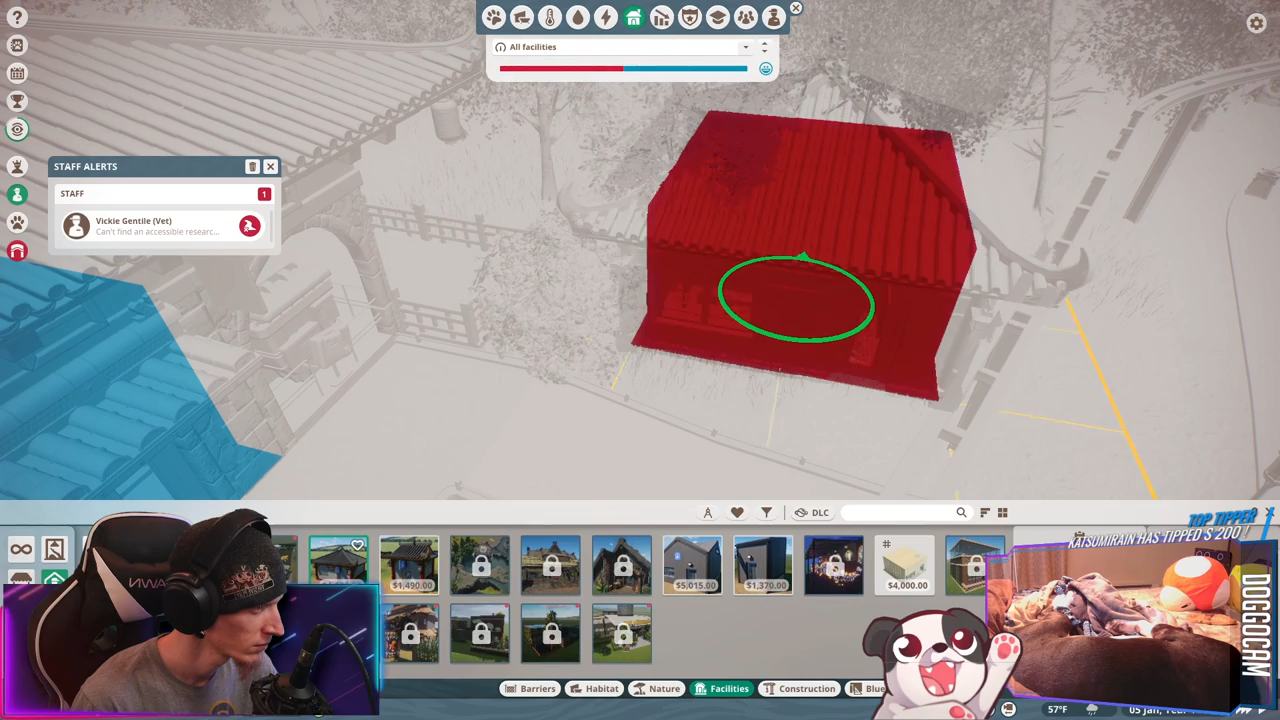 All facilities
STAFF ALERTS
STAFF
1
Vickie Gentile (Vet)
Can't find an accessible researc...
DLC
$1,490.00
$5,015.00
$1,370.00
$4,000.00
TOP TIPPER
KATSUMIRAIN HAS TIPPED $ 200 !
DOGGOCAM
Barriers
Habitat
Nature
Facilities
Construction
Blue
57°F
05 Jan,